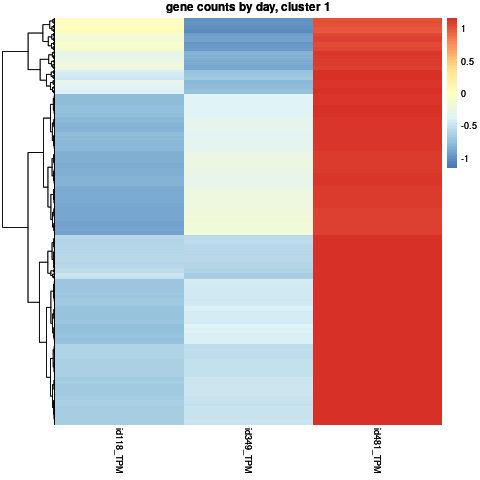 gene counts by day, cluster 1
1
0.5
0
-0.5
-1
id118_TPM
id349_TPM
id481_TPM